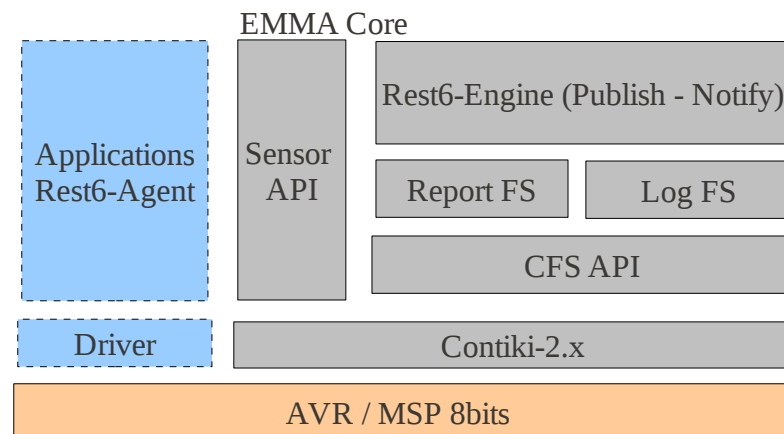 EMMA Core
Applications
Rest6-Agent
Sensor
API
Rest6-Engine (Publish - Notify)
Report FS
Log FS
CFS API
Driver
Contiki-2.x
AVR / MSP 8bits